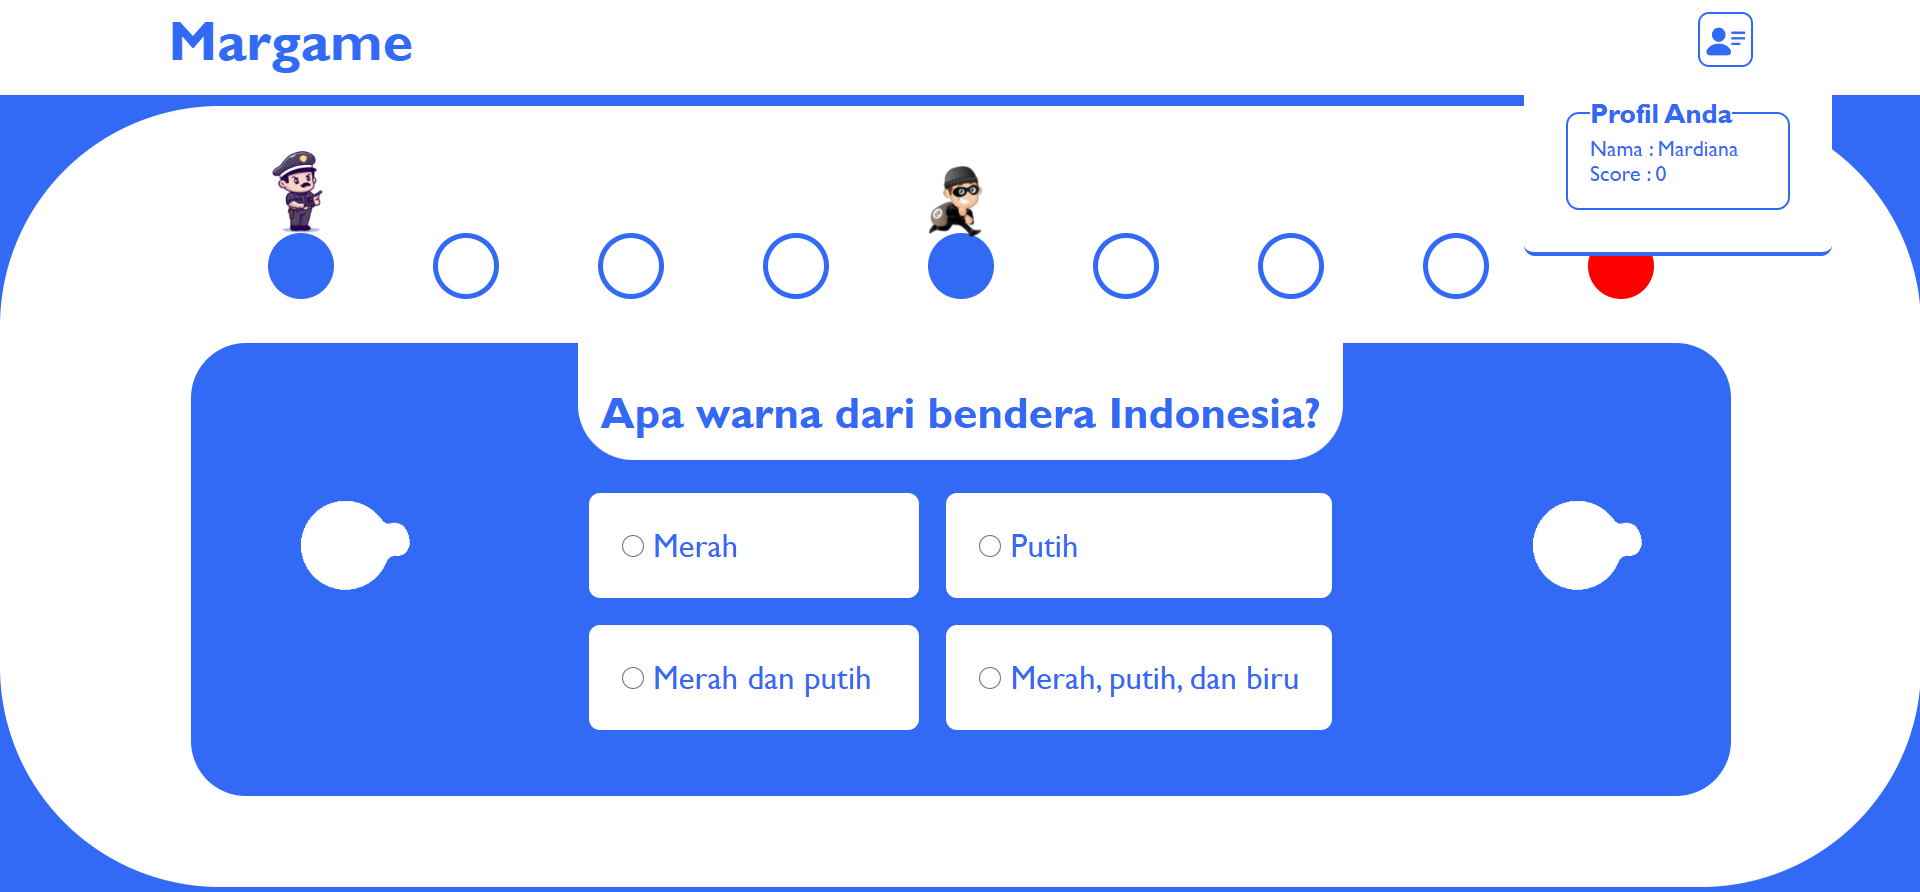 Margame
Profil Anda
Nama : Mardiana
Score : 0
Apa warna dari bendera Indonesia?
Merah
Putih
Merah dan putih
Merah, putih, dan biru